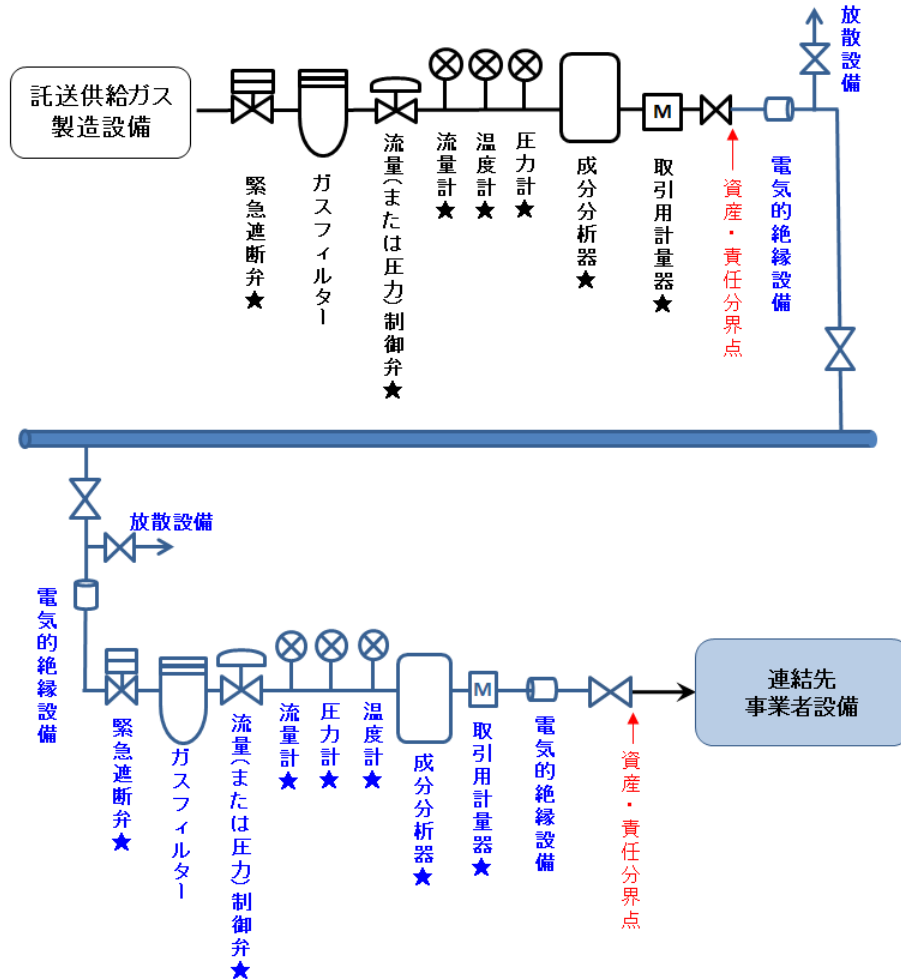 託送供給ガス
製造設備
緊急遮断弁★
ガスフィルター
流量(または圧力)制御弁★
流量計★
温度計★
圧力計★
成分分析器★
M
取引用計量器★
資産・責任分界点
電気的絶縁設備
放散設備
放散設備
電気的絶縁設備
緊急遮断弁★
ガスフィルター
流量(または圧力)制御弁★
流量計★
圧力計★
温度計★
成分分析器★
M
取引用計量器★
電気的絶縁設備
資産・責任分界点
連結先
事業者設備